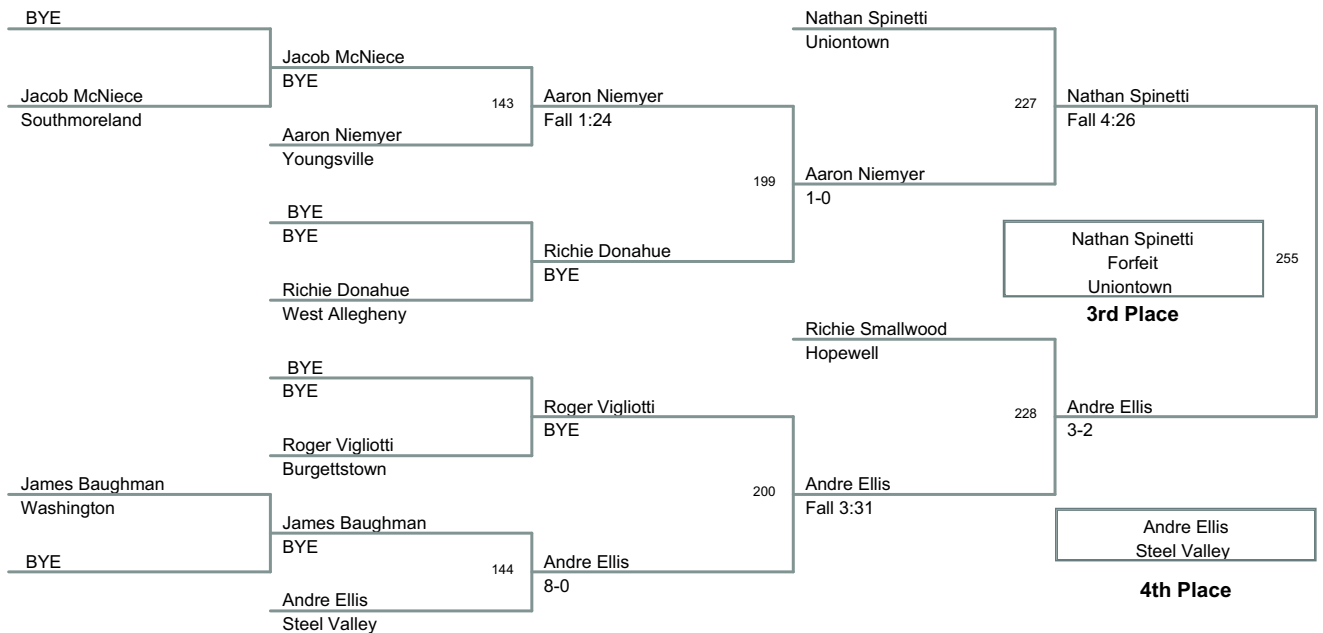 BYE
Jacob McNiece
Southmoreland
Jacob McNiece
BYE
143
Aaron Niemyer
Youngsville
Aaron Niemyer
Fall 1:24
BYE
BYE
Richie Donahue
West Allegheny
Richie Donahue
BYE
199
Aaron Niemyer
1-0
Nathan Spinetti
Uniontown
227
Nathan Spinetti
Fall 4:26
Nathan Spinetti
Forfeit
Uniontown
255
3rd Place
BYE
BYE
Roger Vigliotti
Burgettstown
Roger Vigliotti
BYE
James Baughman
Washington
BYE
James Baughman
BYE
144
Andre Ellis
Steel Valley
Andre Ellis
8-0
200
Andre Ellis
Fall 3:31
Richie Smallwood
Hopewell
228
Andre Ellis
3-2
Andre Ellis
Steel Valley
4th Place